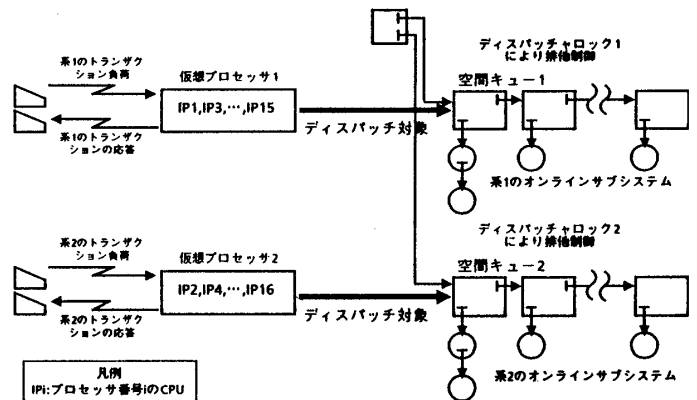 系1のトランザク
ション負荷
仮想プロセッサ1
IP1,IP3,…,IP15
系1のトランザク
ションの応答
ディスパッチ対象
ディスパッチャロック1
により排他制御
空間キュー1
系1のオンラインサブシステム
系2のトランザク
ション負荷
仮想プロセッサ2
IP2,IP4,…,IP16
系2のトランザク
ションの応答
ディスパッチ対象
ディスパッチャロック2
により排他制御
空間キュー2
系2のオンラインサブシステム
凡例
IPi:プロセッサ番号iのCPU